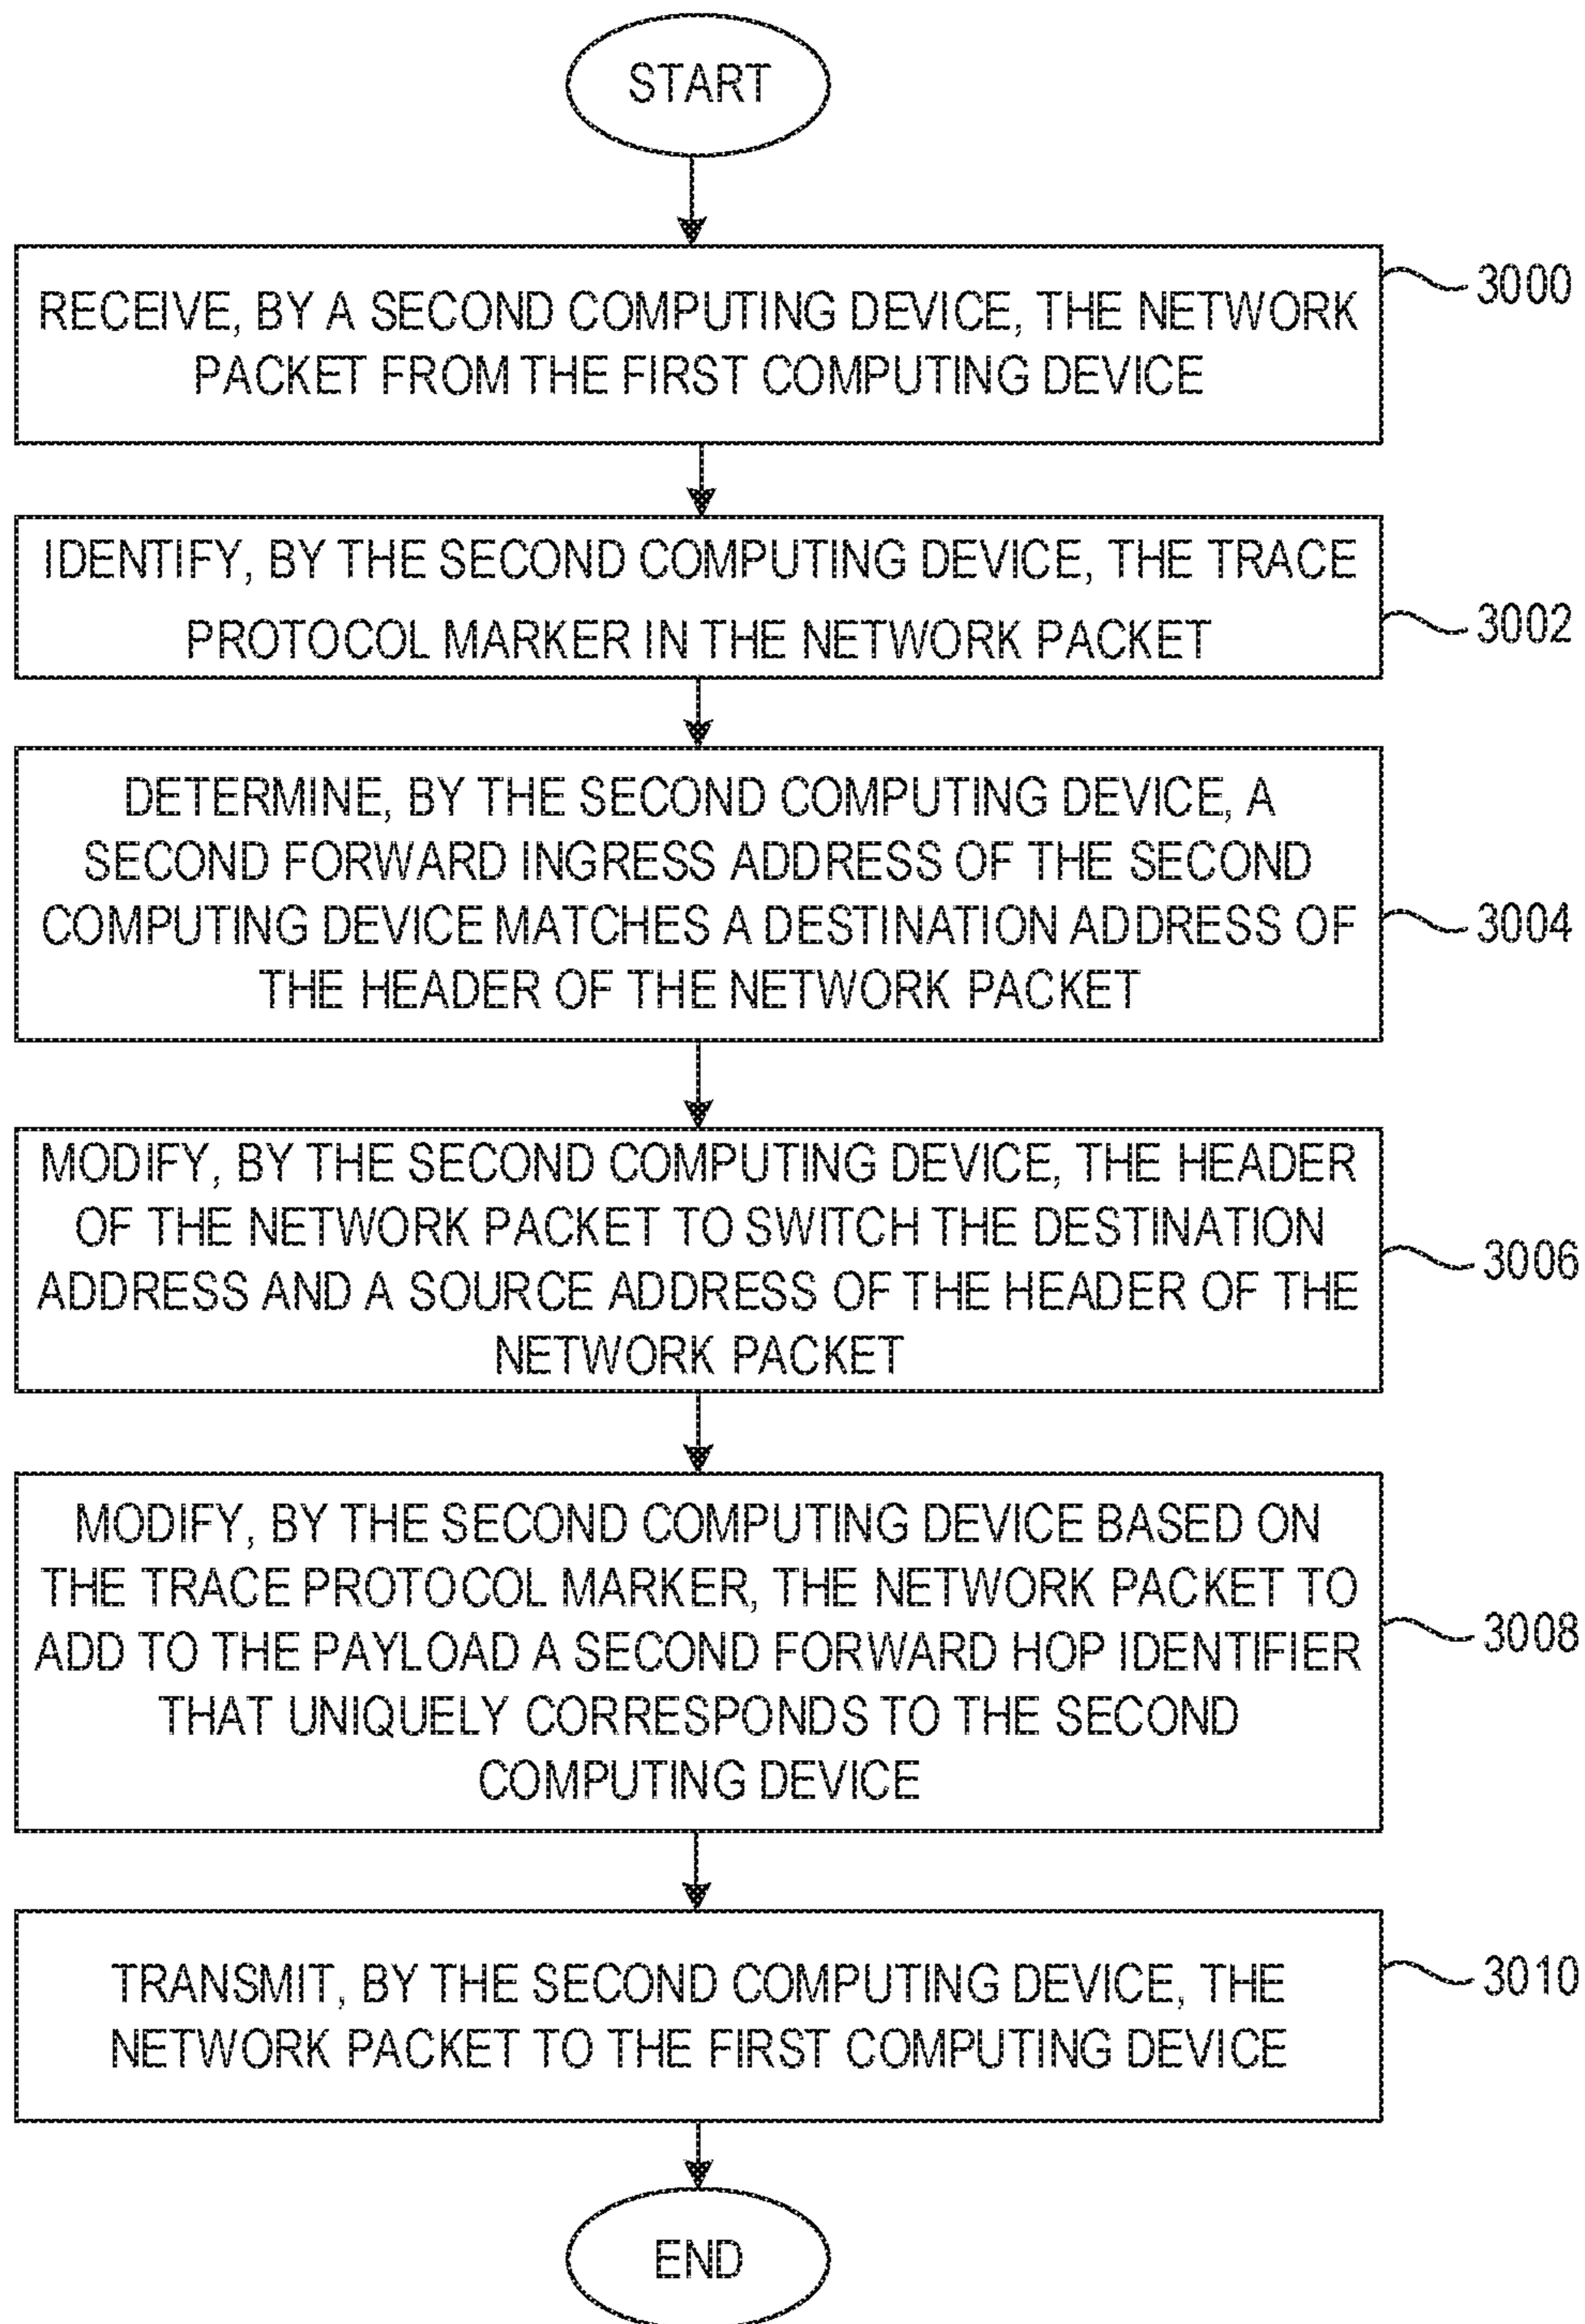 START
RECEIVE, BY A SECOND COMPUTING DEVICE, THE NETWORK
PACKET FROM THE FIRST COMPUTING DEVICE
3000
IDENTIFY, BY THE SECOND COMPUTING DEVICE, THE TRACE
PROTOCOL MARKER IN THE NETWORK PACKET
3002
DETERMINE, BY THE SECOND COMPUTING DEVICE, A
SECOND FORWARD INGRESS ADDRESS OF THE SECOND
COMPUTING DEVICE MATCHES A DESTINATION ADDRESS OF
THE HEADER OF THE NETWORK PACKET
3004
MODIFY, BY THE SECOND COMPUTING DEVICE, THE HEADER
OF THE NETWORK PACKET TO SWITCH THE DESTINATION
ADDRESS AND A SOURCE ADDRESS OF THE HEADER OF THE
NETWORK PACKET
3006
MODIFY, BY THE SECOND COMPUTING DEVICE BASED ON
THE TRACE PROTOCOL MARKER, THE NETWORK PACKET TO
ADD TO THE PAYLOAD A SECOND FORWARD HOP IDENTIFIER
THAT UNIQUELY CORRESPONDS TO THE SECOND
COMPUTING DEVICE
3008
TRANSMIT, BY THE SECOND COMPUTING DEVICE, THE
NETWORK PACKET TO THE FIRST COMPUTING DEVICE
3010
END